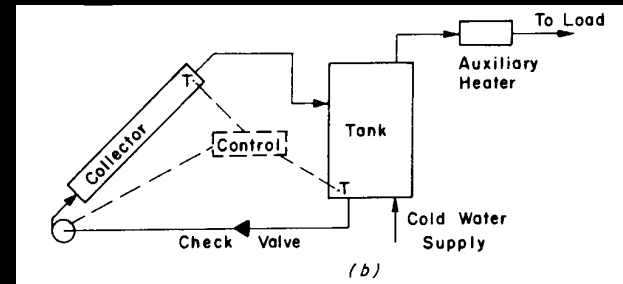 To Load
Auxiliary
Heater
T
Tank
Collector
Control
T
Cold Water
Supply
Check Valve
(b)